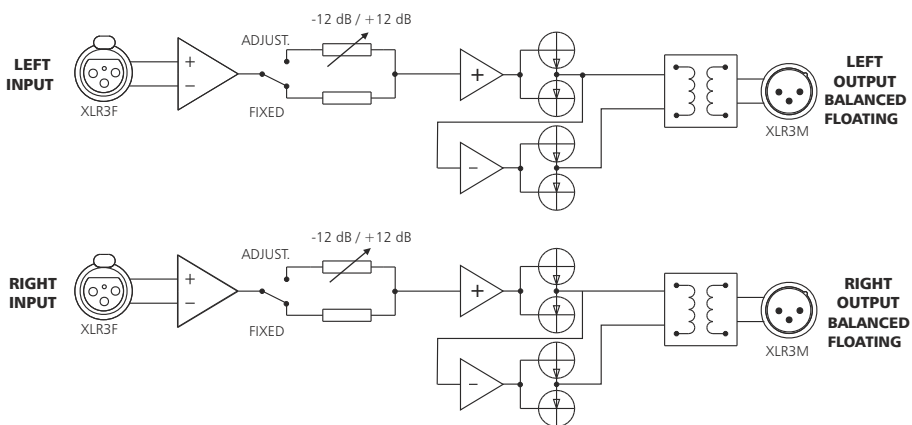 -12 dB / +12 dB
ADJUST.
LEFT
INPUT
+
−
XLR3F
FIXED
+
−
LEFT
OUTPUT
BALANCED
FLOATING
XLR3M
-12 dB / +12 dB
ADJUST.
RIGHT
INPUT
+
−
XLR3F
FIXED
+
−
RIGHT
OUTPUT
BALANCED
FLOATING
XLR3M